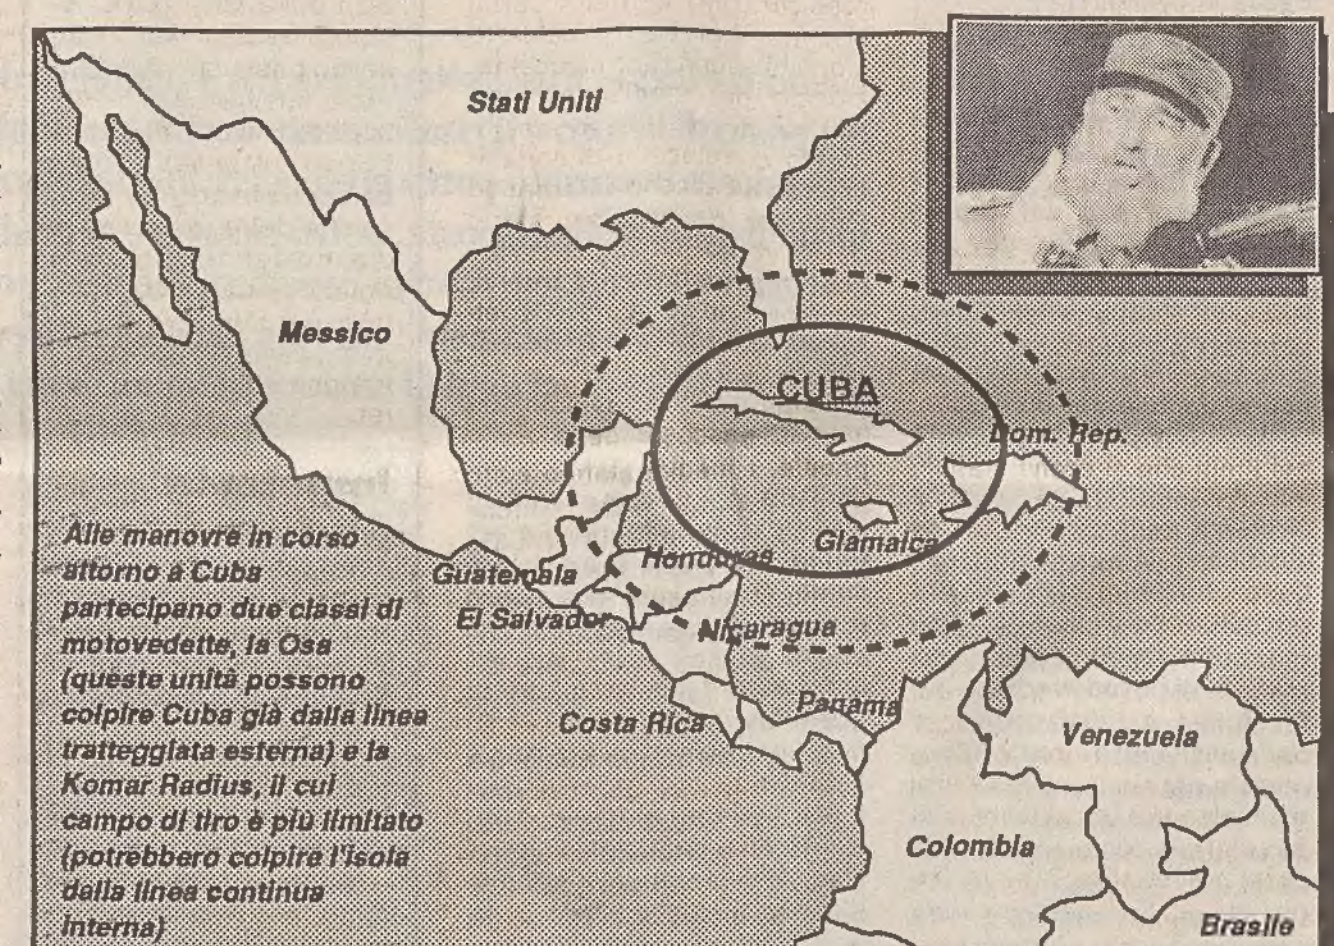 Stati Uniti
Messico
CUBA
Dom. Rep.
Giamaica
Honduras
Guatemala
El Salvador
Nicaragua
Costa Rica
Panama
Venezuela
Colombia
Brasile
Alle manovre in corso
attorno a Cuba
partecipano due classi di
motovedette, la Osa
(queste unità possono
colpire Cuba già dalla linea
tratteggiata esterna) e la
Komar Radius, il cui
campo di tiro è più limitato
(potrebbero colpire l'isola
dalla linea continua
interna)